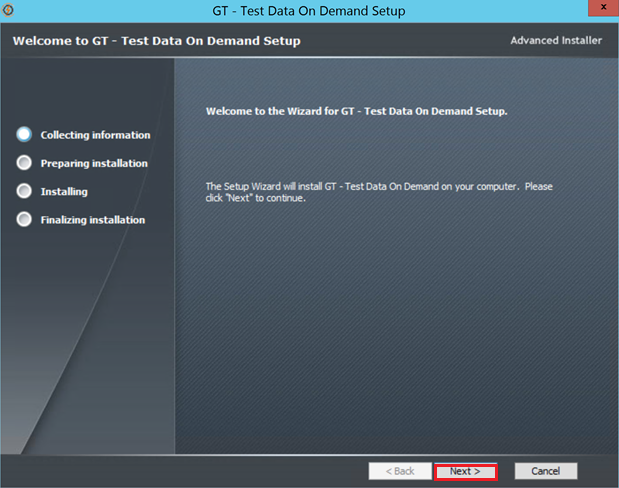 GT - Test Data On Demand Setup
x
Welcome to GT - Test Data On Demand Setup
Advanced Installer
Welcome to the Wizard for GT - Test Data On Demand Setup.
Collecting information
Preparing installation
Installing
Finalizing installation
The Setup Wizard will install GT - Test Data On Demand on your computer. Please
click "Next" to continue.
< Back
Next >
Cancel